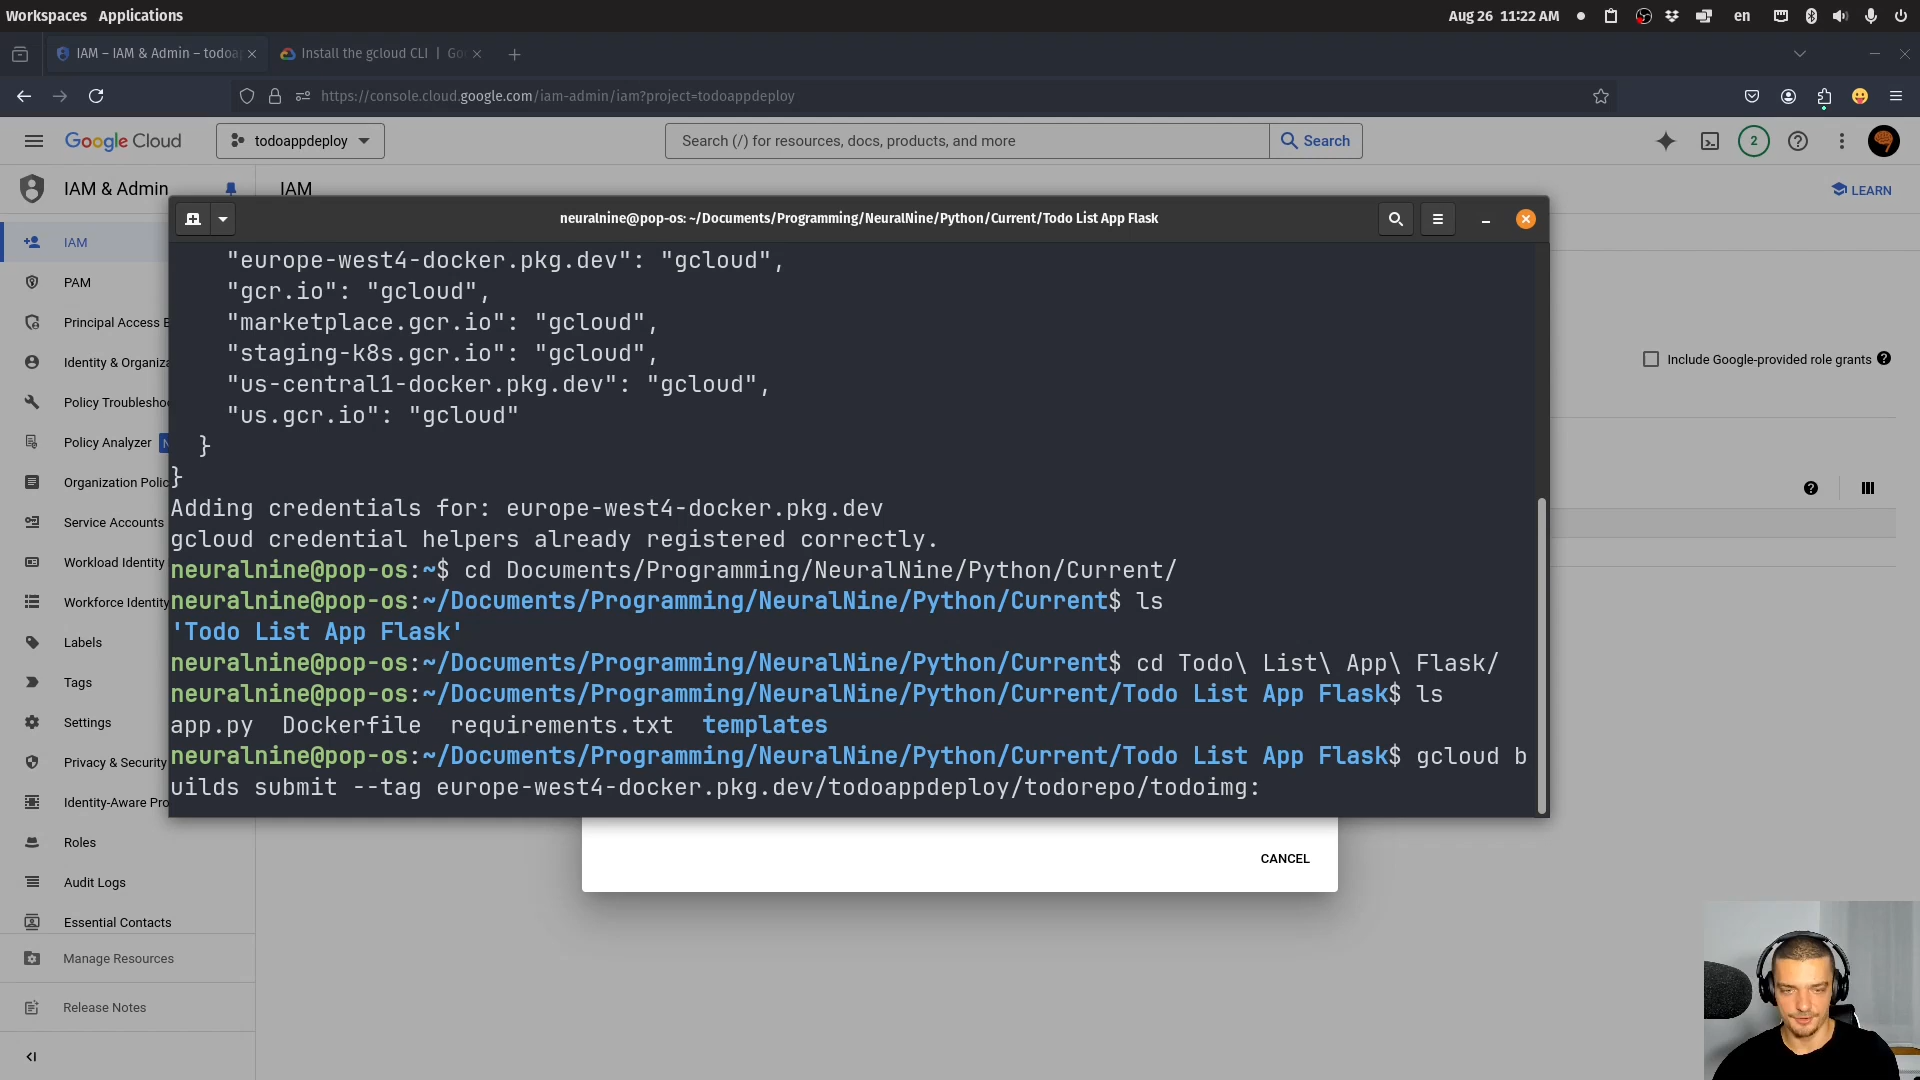 Workspaces Applications
Aug 26 11:22 AM
en
IAM – IAM & Admin – todoa
Install the gcloud CLI | Go
https://console.cloud.google.com/iam-admin/iam?project=todoappdeploy
Google Cloud
todoappdeploy
Search (/) for resources, docs, products, and more
Search
2
IAM & Admin
IAM
LEARN
neuralnine@pop-os: ~/Documents/Programming/NeuralNine/Python/Current/Todo List App Flask
IAM
PAM
Principal Access
Identity & Organiza
Policy Troublesho
Policy Analyzer
Organization Polic
Service Accounts
Workload Identity
Workforce Identity
Labels
Tags
Settings
Privacy & Security
Identity-Aware Pro
Roles
Audit Logs
Essential Contacts
Manage Resources
Release Notes
Include Google-provided role grants
"europe-west4-docker.pkg.dev": "gcloud",
"gcr.io": "gcloud",
"marketplace.gcr.io": "gcloud",
"staging-k8s.gcr.io": "gcloud",
"us-central1-docker.pkg.dev": "gcloud",
"us.gcr.io": "gcloud"
}
}
Adding credentials for: europe-west4-docker.pkg.dev
gcloud credential helpers already registered correctly.
neuralnine@pop-os:~$ cd Documents/Programming/NeuralNine/Python/Current/
neuralnine@pop-os:~/Documents/Programming/NeuralNine/Python/Current$ ls
'Todo List App Flask'
neuralnine@pop-os:~/Documents/Programming/NeuralNine/Python/Current$ cd Todo\ List\ App\ Flask/
neuralnine@pop-os:~/Documents/Programming/NeuralNine/Python/Current/Todo List App Flask$ ls
app.py Dockerfile requirements.txt templates
neuralnine@pop-os:~/Documents/Programming/NeuralNine/Python/Current/Todo List App Flask$ gcloud b
uilds submit --tag europe-west4-docker.pkg.dev/todoappdeploy/todorepo/todoimg:
CANCEL